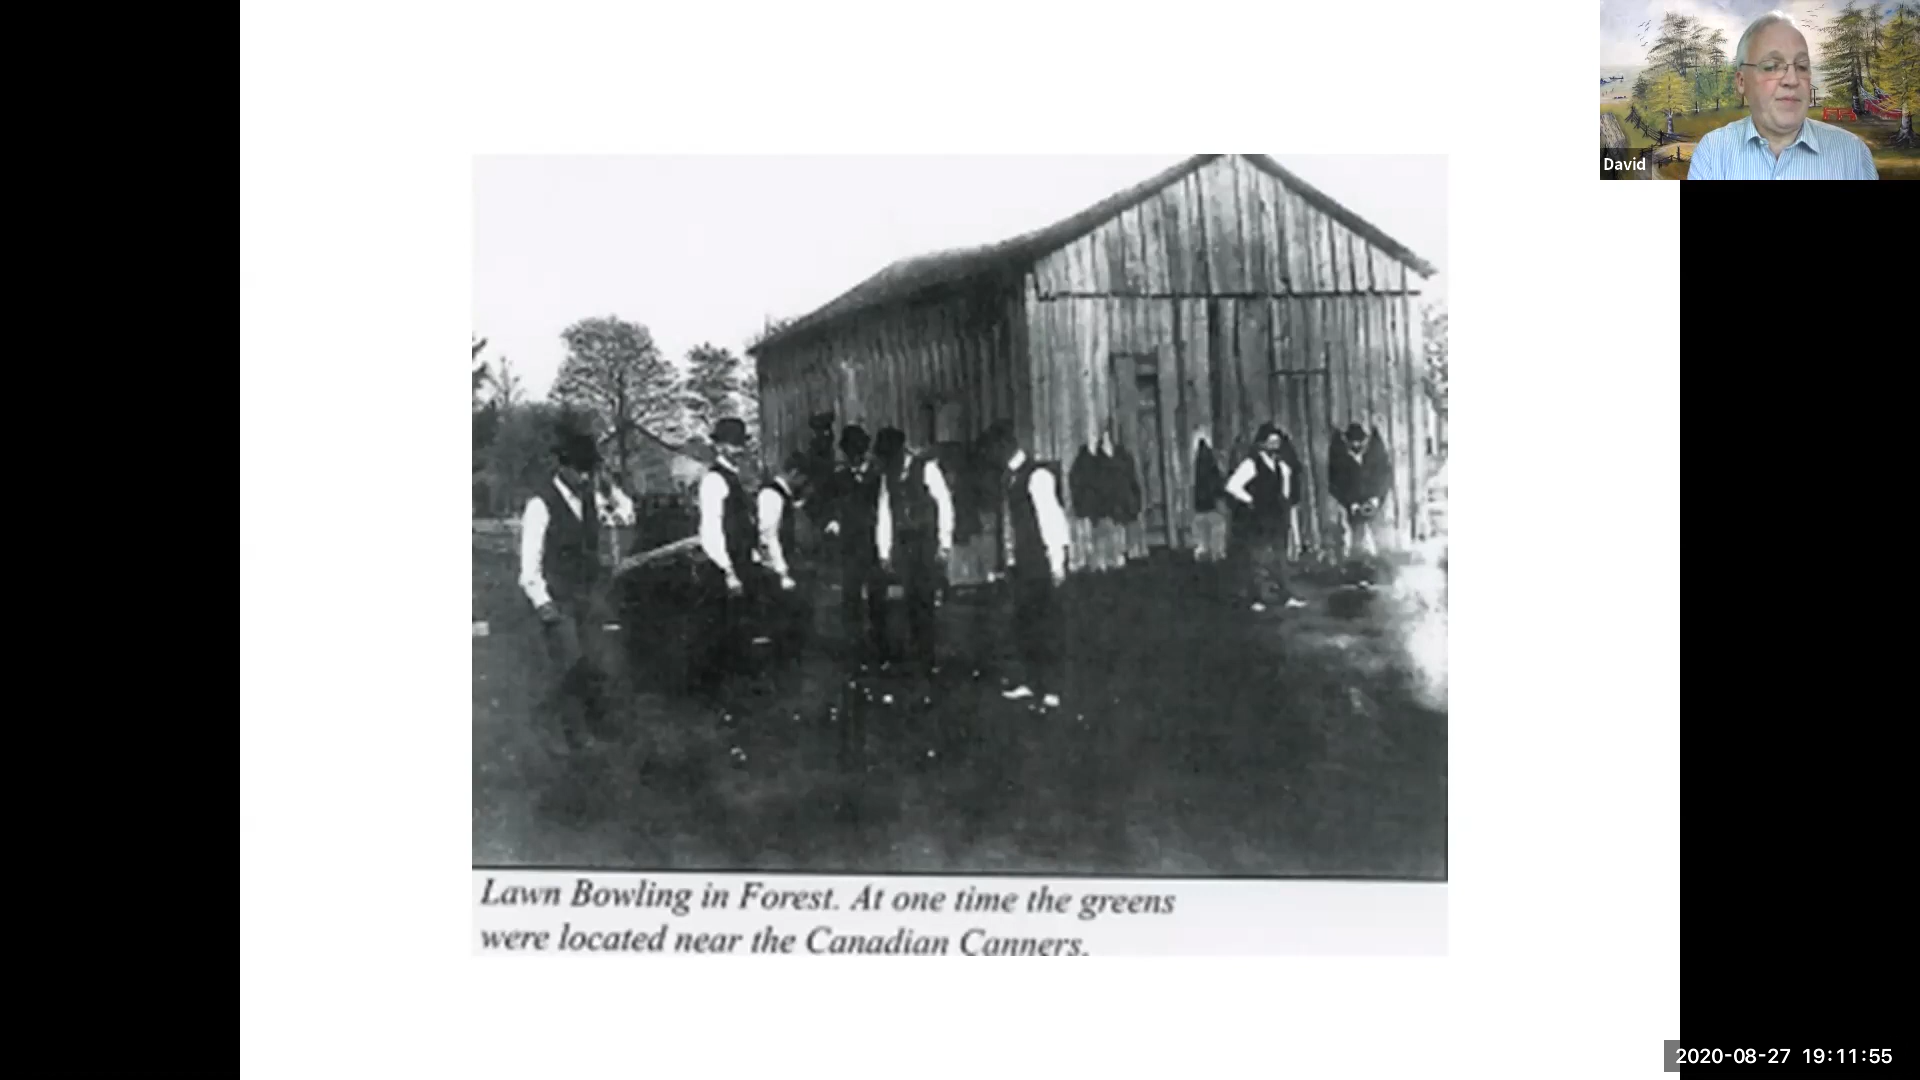 David
Lawn Bowling in Forest. At one time the greens
were located near the Canadian Canners.
2020-08-27 19:11:55